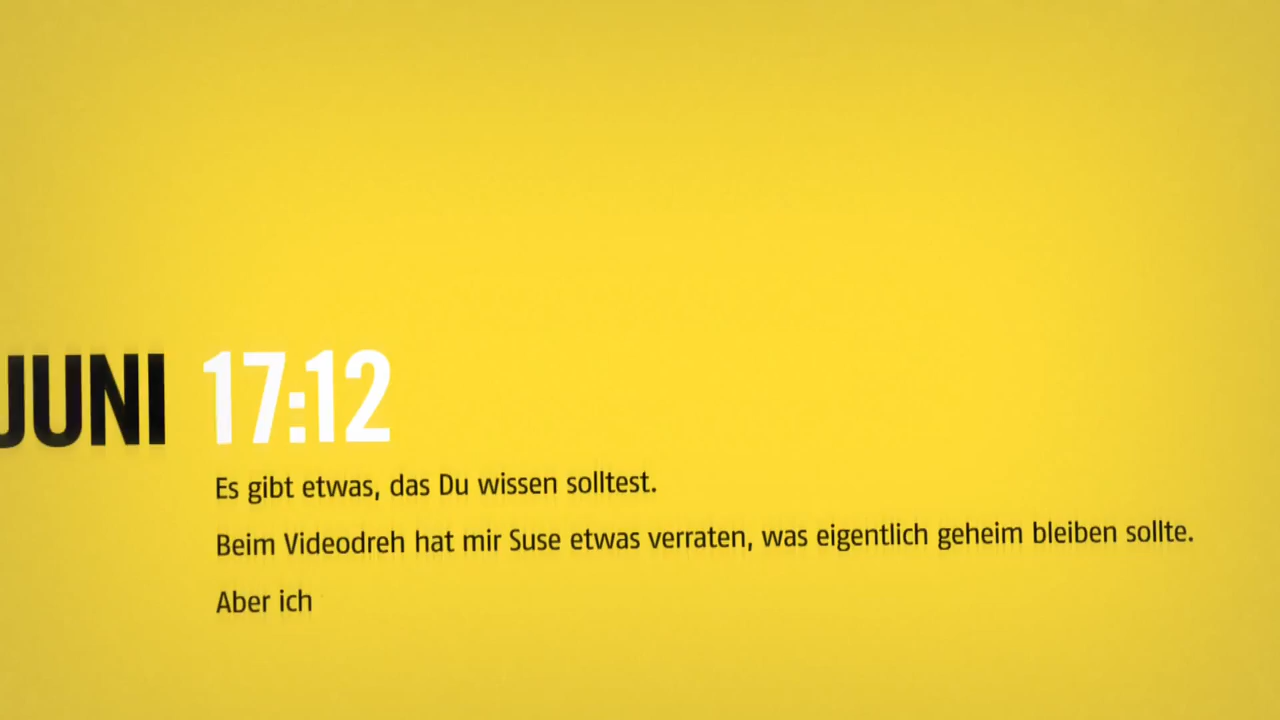 JUNI 17:12
Es gibt etwas, das Du wissen solltest.
Beim Videodreh hat mir Suse etwas verraten, was eigentlich geheim bleiben sollte.
Aber ich